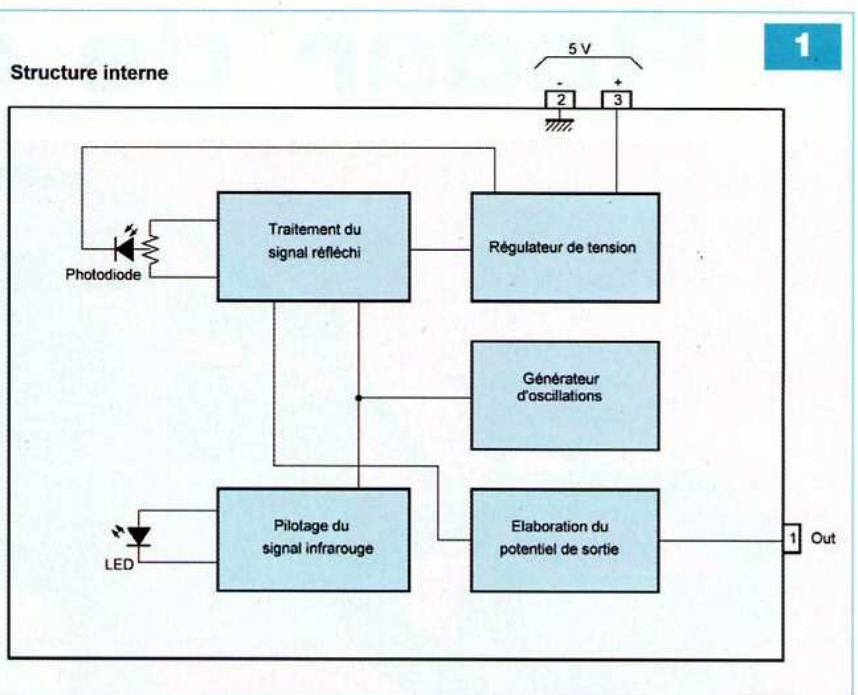 1
Structure interne
5 V
- +
2 3
Traitement du
signal réfléchi
Régulateur de tension
Photodiode
Générateur
d'oscillations
Pilotage du
signal infrarouge
LED
Elaboration du
potentiel de sortie
1 Out